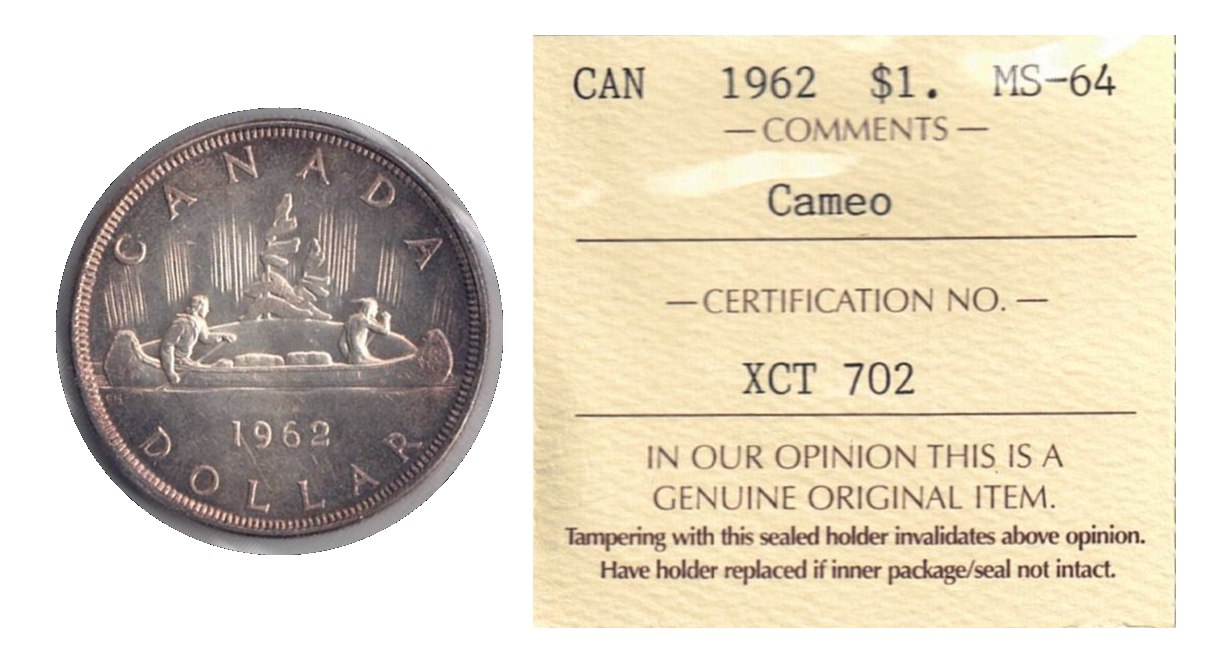 CANADA
1962
DOLLAR
CAN 1962 $1. MS-64
— COMMENTS —
Cameo
— CERTIFICATION NO. —
XCT 702
IN OUR OPINION THIS IS A
GENUINE ORIGINAL ITEM.
Tampering with this sealed holder invalidates above opinion.
Have holder replaced if inner package/seal not intact.